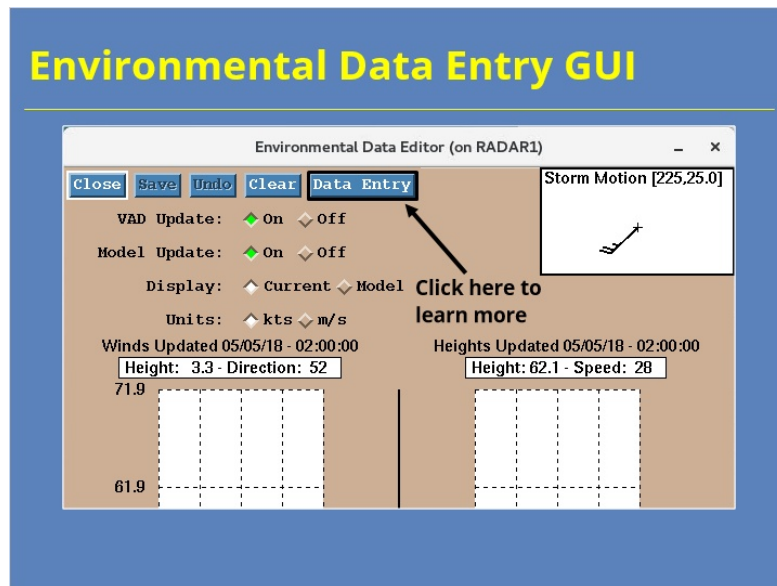 Environmental Data Entry GUI
Environmental Data Editor (on RADAR1)
Close Save Undo Clear Data Entry
Storm Motion [225,25.0]
VAD Update: On Off
Model Update: On Off
Display: Current Model
Units: kts m/s
Click here to
learn more
Winds Updated 05/05/18 - 02:00:00
Height: 3.3 - Direction: 52
71.9
61.9
Heights Updated 05/05/18 - 02:00:00
Height: 62.1 - Speed: 28